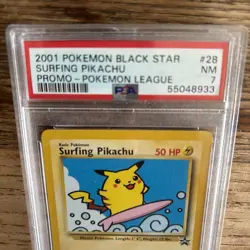 2001 POKEMON BLACK STAR #28
SURFING PIKACHU NM
PROMO - POKEMON LEAGUE PSA 7
55048933
Basic Pokémon
Surfing Pikachu 50 HP
PROMO